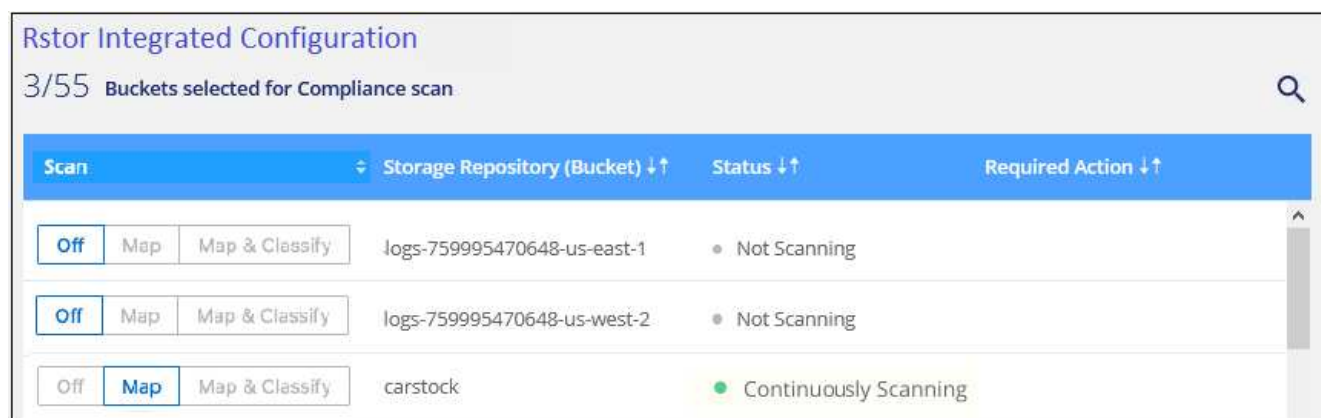 Rstor Integrated Configuration
3/55 Buckets selected for Compliance scan
Scan Storage Repository (Bucket) ↓↑ Status ↓↑ Required Action ↓↑
Off Map Map & Classify logs-759995470648-us-east-1 Not Scanning
Off Map Map & Classify logs-759995470648-us-west-2 Not Scanning
Off Map Map & Classify carstock Continuously Scanning